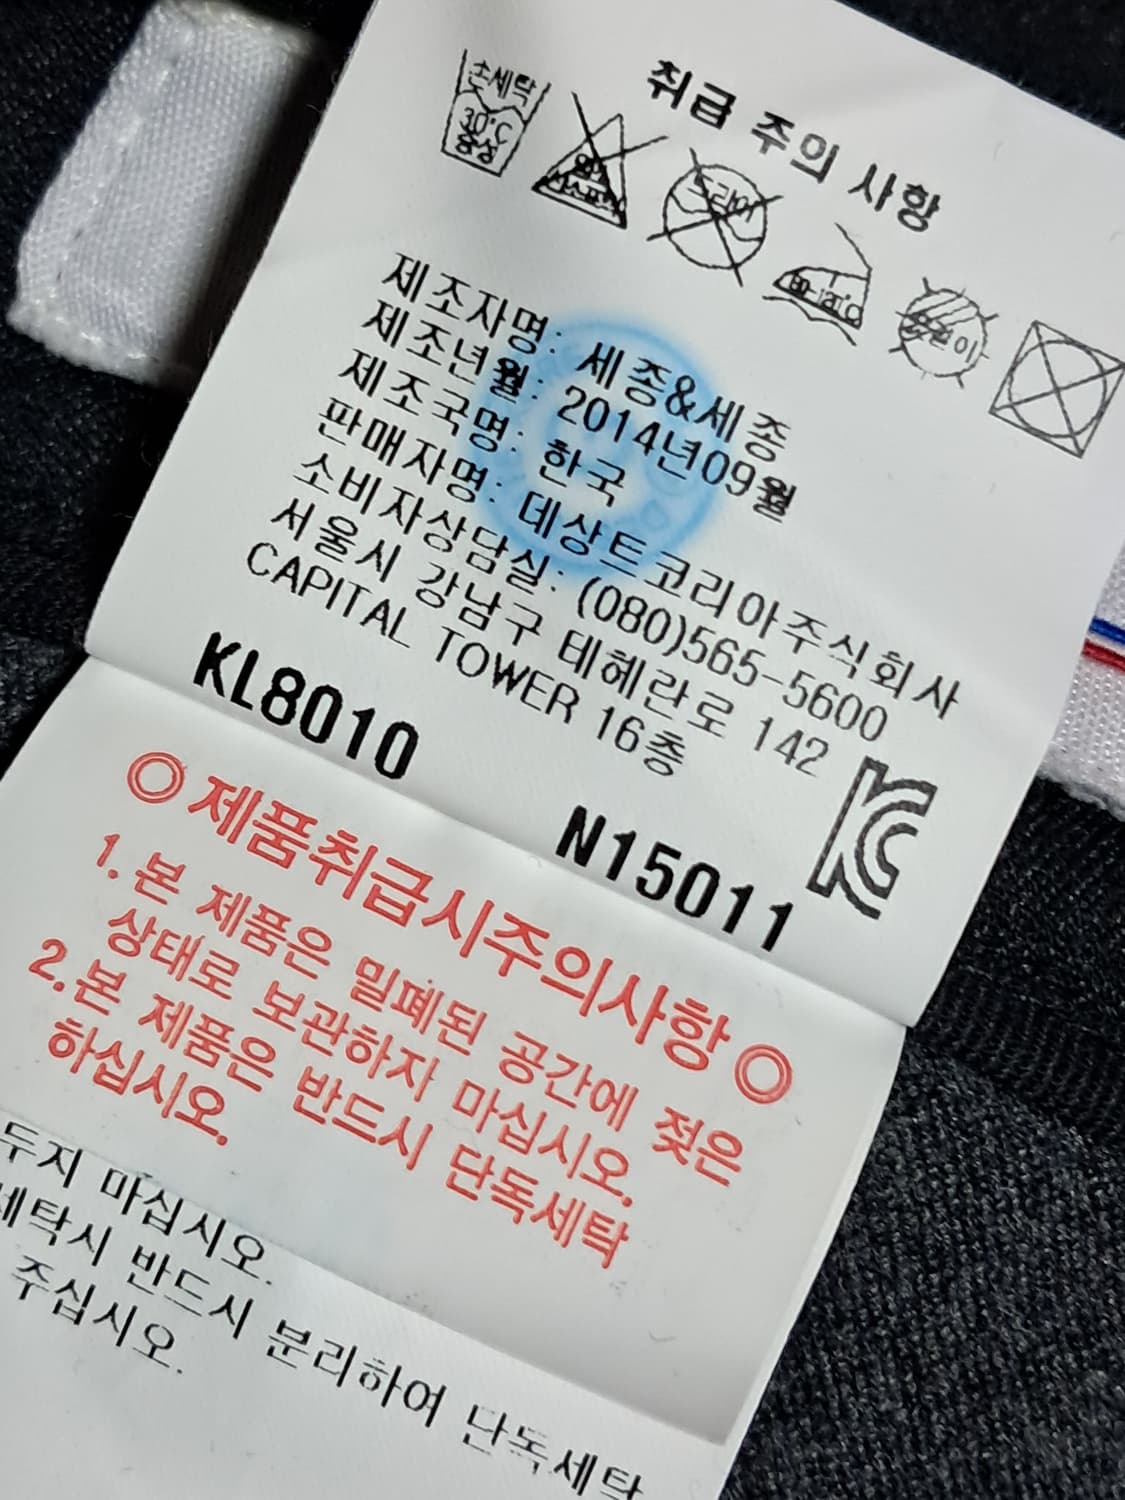 취급 주의 사항
손세탁
30°C
중성
드라이
옷걸이
제조자명: 세종&세종
제조년월: 2014년09월
제조국명: 한국
판매자명: 데상트코리아주식회사
소비자상담실: (080)565-5600
서울시 강남구 테헤란로 142
CAPITAL TOWER 16층
KL8010
N15011
◎제품취급시주의사항◎
1.본 제품은 밀폐된 공간에 젖은
상태로 보관하지 마십시오.
2.본 제품은 반드시 단독세탁
하십시오.
두지 마십시오.
세탁시 반드시 분리하여 단독세탁
주십시오.